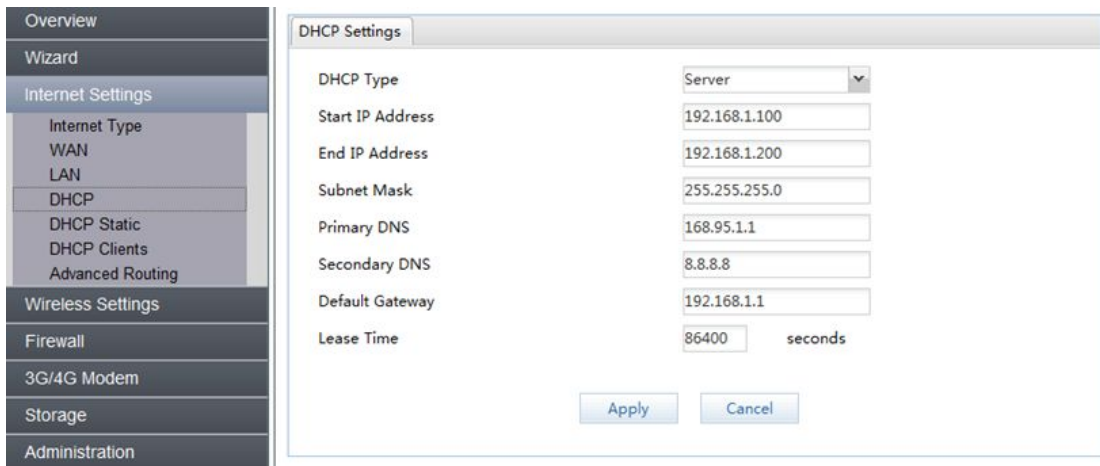 Overview
Wizard
Internet Settings
Internet Type
WAN
LAN
DHCP
DHCP Static
DHCP Clients
Advanced Routing
Wireless Settings
Firewall
3G/4G Modem
Storage
Administration
DHCP Settings
DHCP Type Server
Start IP Address 192.168.1.100
End IP Address 192.168.1.200
Subnet Mask 255.255.255.0
Primary DNS 168.95.1.1
Secondary DNS 8.8.8.8
Default Gateway 192.168.1.1
Lease Time 86400 seconds
Apply Cancel